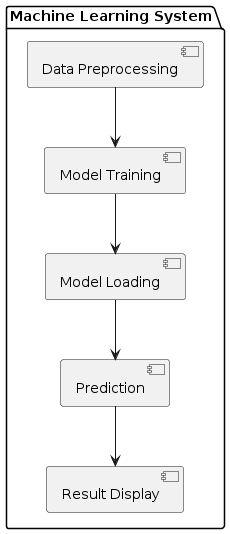 Machine Learning System
Data Preprocessing
Model Training
Model Loading
Prediction
Result Display